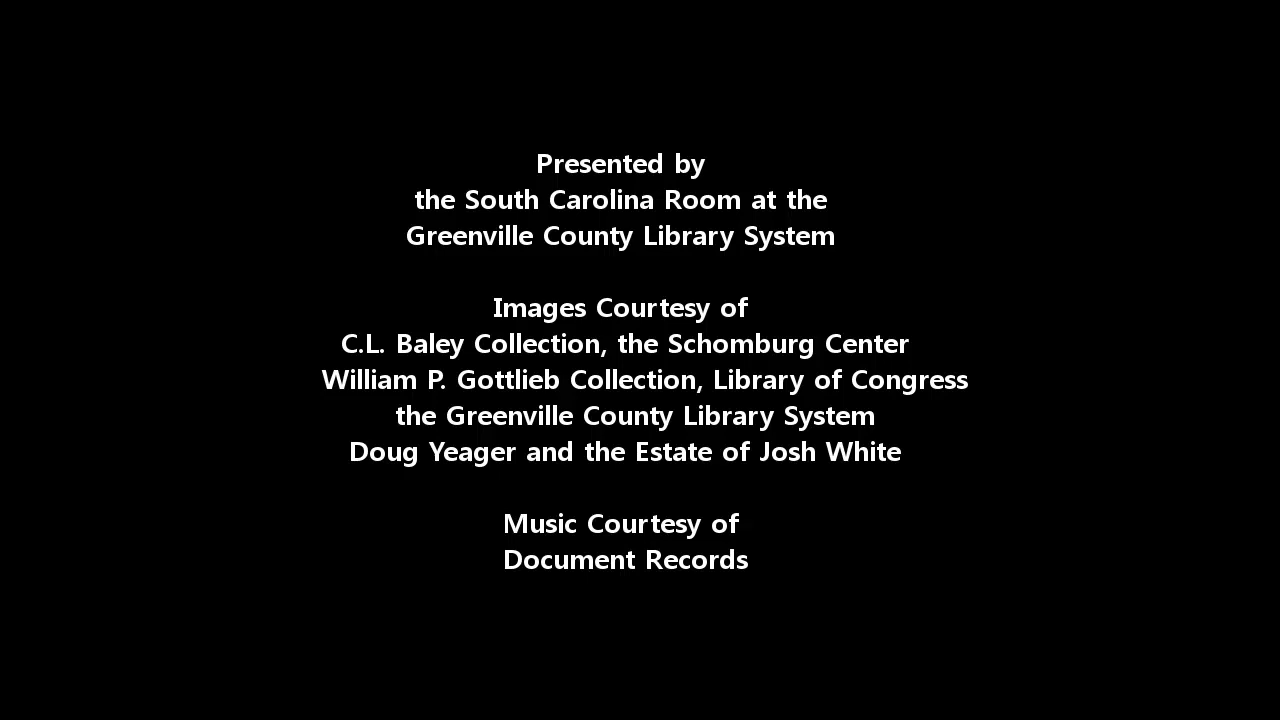 Presented by
the South Carolina Room at the
Greenville County Library System
Images Courtesy of
C.L. Baley Collection, the Schomburg Center
William P. Gottlieb Collection, Library of Congress
the Greenville County Library System
Doug Yeager and the Estate of Josh White
Music Courtesy of
Document Records